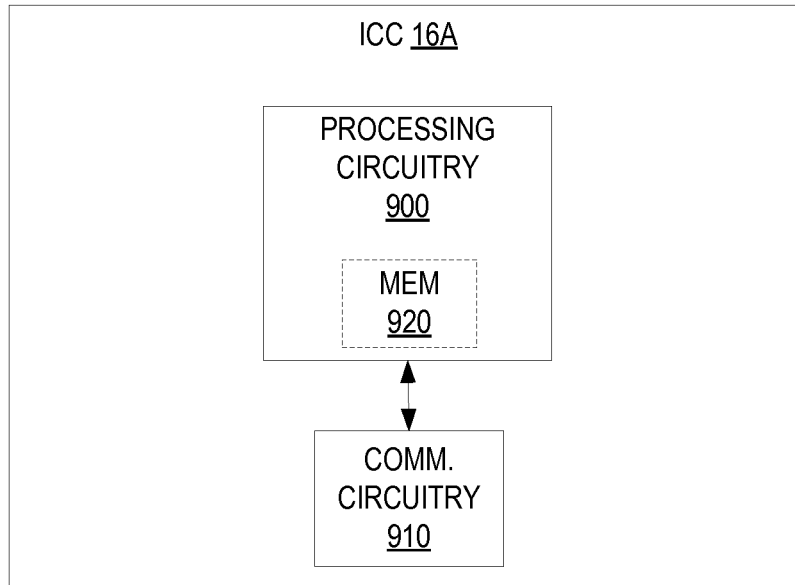 ICC 16A
PROCESSING
CIRCUITRY
900
MEM
920
COMM.
CIRCUITRY
910